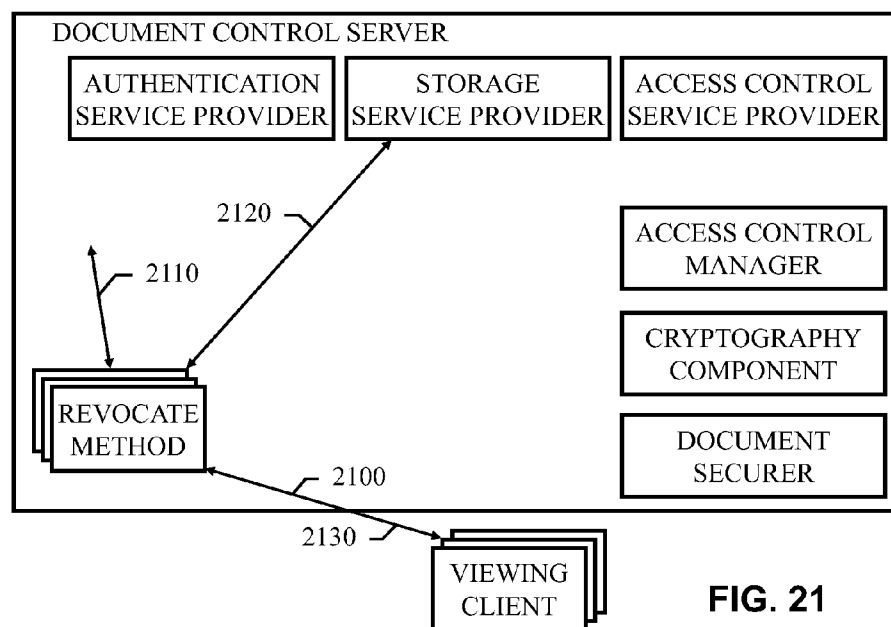 DOCUMENT CONTROL SERVER
AUTHENTICATION
SERVICE PROVIDER
STORAGE
SERVICE PROVIDER
ACCESS CONTROL
SERVICE PROVIDER
2120
2110
ACCESS CONTROL
MANAGER
CRYPTOGRAPHY
COMPONENT
REVOCATE
METHOD
DOCUMENT
SECURER
2100
2130
VIEWING
CLIENT
FIG. 21